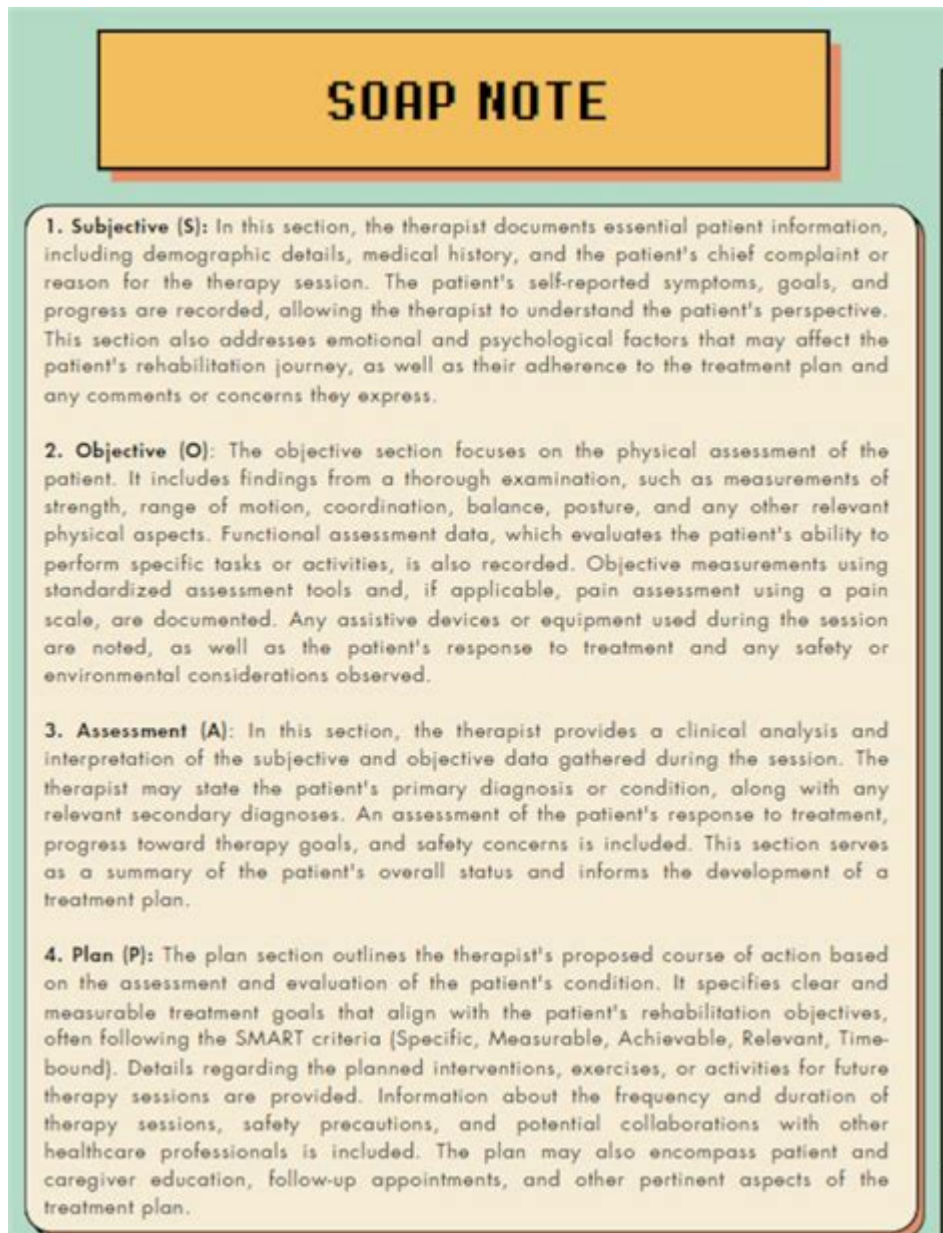 SOAP NOTE
1. Subjective (S): In this section, the therapist documents essential patient information,
including demographic details, medical history, and the patient's chief complaint or
reason for the therapy session. The patient's self-reported symptoms, goals, and
progress are recorded, allowing the therapist to understand the patient's perspective.
This section also addresses emotional and psychological factors that may affect the
patient's rehabilitation journey, as well as their adherence to the treatment plan and
any comments or concerns they express.
2. Objective (O): The objective section focuses on the physical assessment of the
patient. It includes findings from a thorough examination, such as measurements of
strength, range of motion, coordination, balance, posture, and any other relevant
physical aspects. Functional assessment data, which evaluates the patient's ability to
perform specific tasks or activities, is also recorded. Objective measurements using
standardized assessment tools and, if applicable, pain assessment using a pain
scale, are documented. Any assistive devices or equipment used during the session
are noted, as well as the patient's response to treatment and any safety or
environmental considerations observed.
3. Assessment (A): In this section, the therapist provides a clinical analysis and
interpretation of the subjective and objective data gathered during the session. The
therapist may state the patient's primary diagnosis or condition, along with any
relevant secondary diagnoses. An assessment of the patient's response to treatment,
progress toward therapy goals, and safety concerns is included. This section serves
as a summary of the patient's overall status and informs the development of a
treatment plan.
4. Plan (P): The plan section outlines the therapist's proposed course of action based
on the assessment and evaluation of the patient's condition. It specifies clear and
measurable treatment goals that align with the patient's rehabilitation objectives,
often following the SMART criteria (Specific, Measurable, Achievable, Relevant, Time-
bound). Details regarding the planned interventions, exercises, or activities for future
therapy sessions are provided. Information about the frequency and duration of
therapy sessions, safety precautions, and potential collaborations with other
healthcare professionals is included. The plan may also encompass patient and
caregiver education, follow-up appointments, and other pertinent aspects of the
treatment plan.